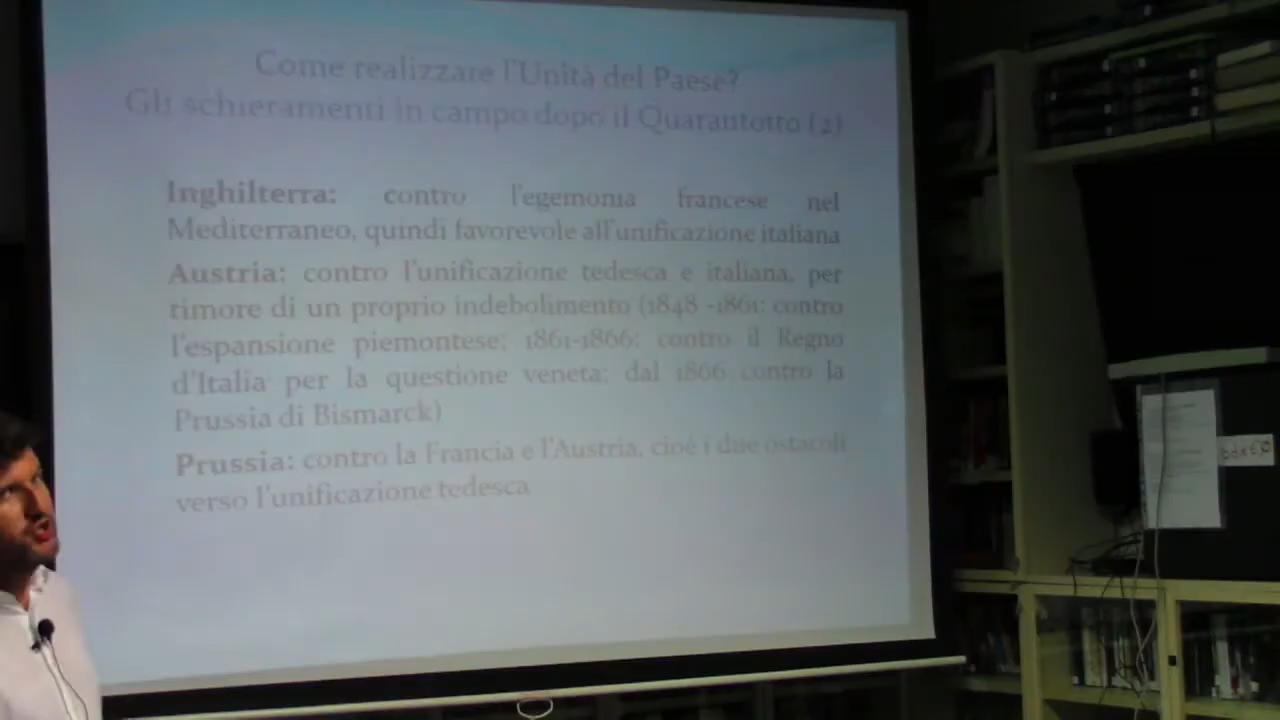 Come realizzare l'Unità del Paese?
Gli schieramenti in campo dopo il Quarantotto (2)
Inghilterra: contro l'egemonia francese nel
Mediterraneo, quindi favorevole all'unificazione italiana
Austria: contro l'unificazione tedesca e italiana, per
timore di un proprio indebolimento (1848 -1861: contro
l'espansione piemontese; 1861-1866: contro il Regno
d'Italia per la questione veneta; dal 1866 contro la
Prussia di Bismarck)
Prussia: contro la Francia e l'Austria, cioè i due ostacoli
verso l'unificazione tedesca